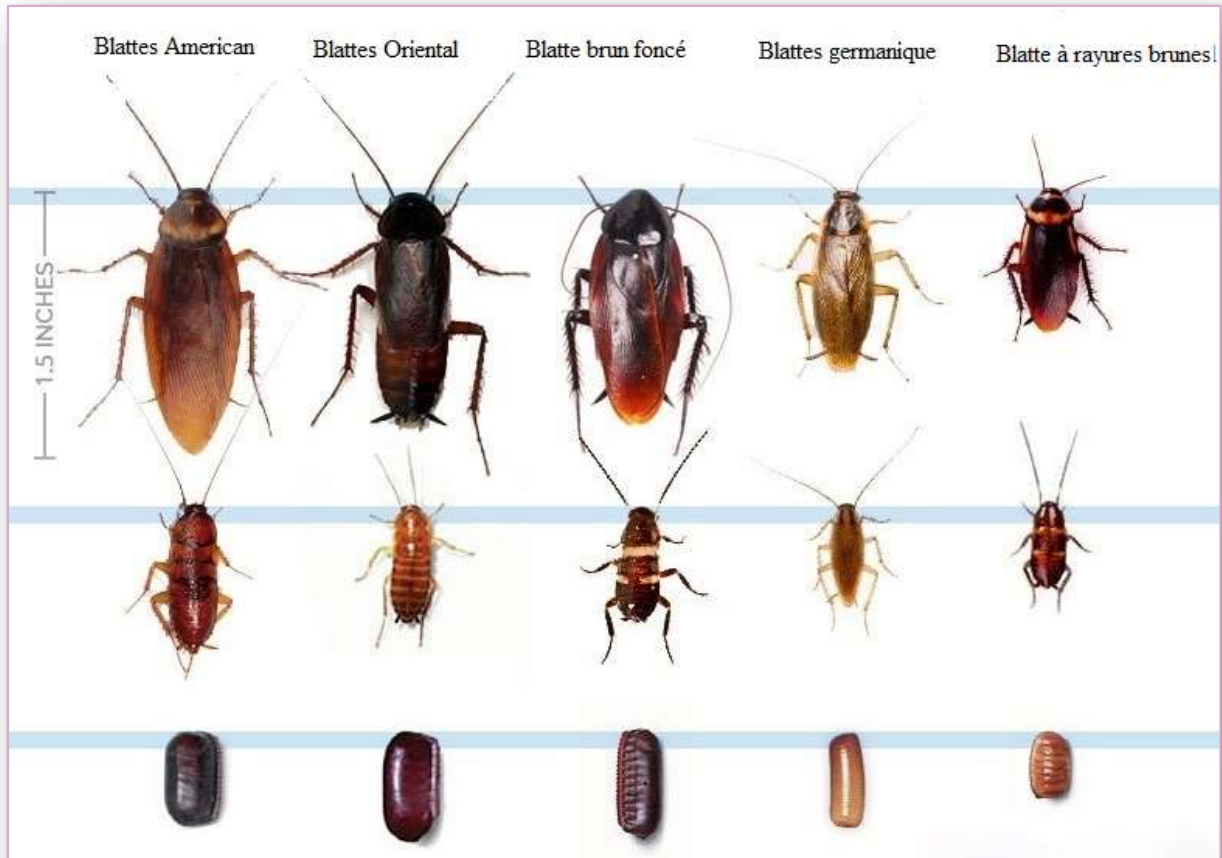 Blattes American
Blattes Oriental
Blatte brun foncé
Blattes germanique
Blatte à rayures brunes
1.5 INCHES